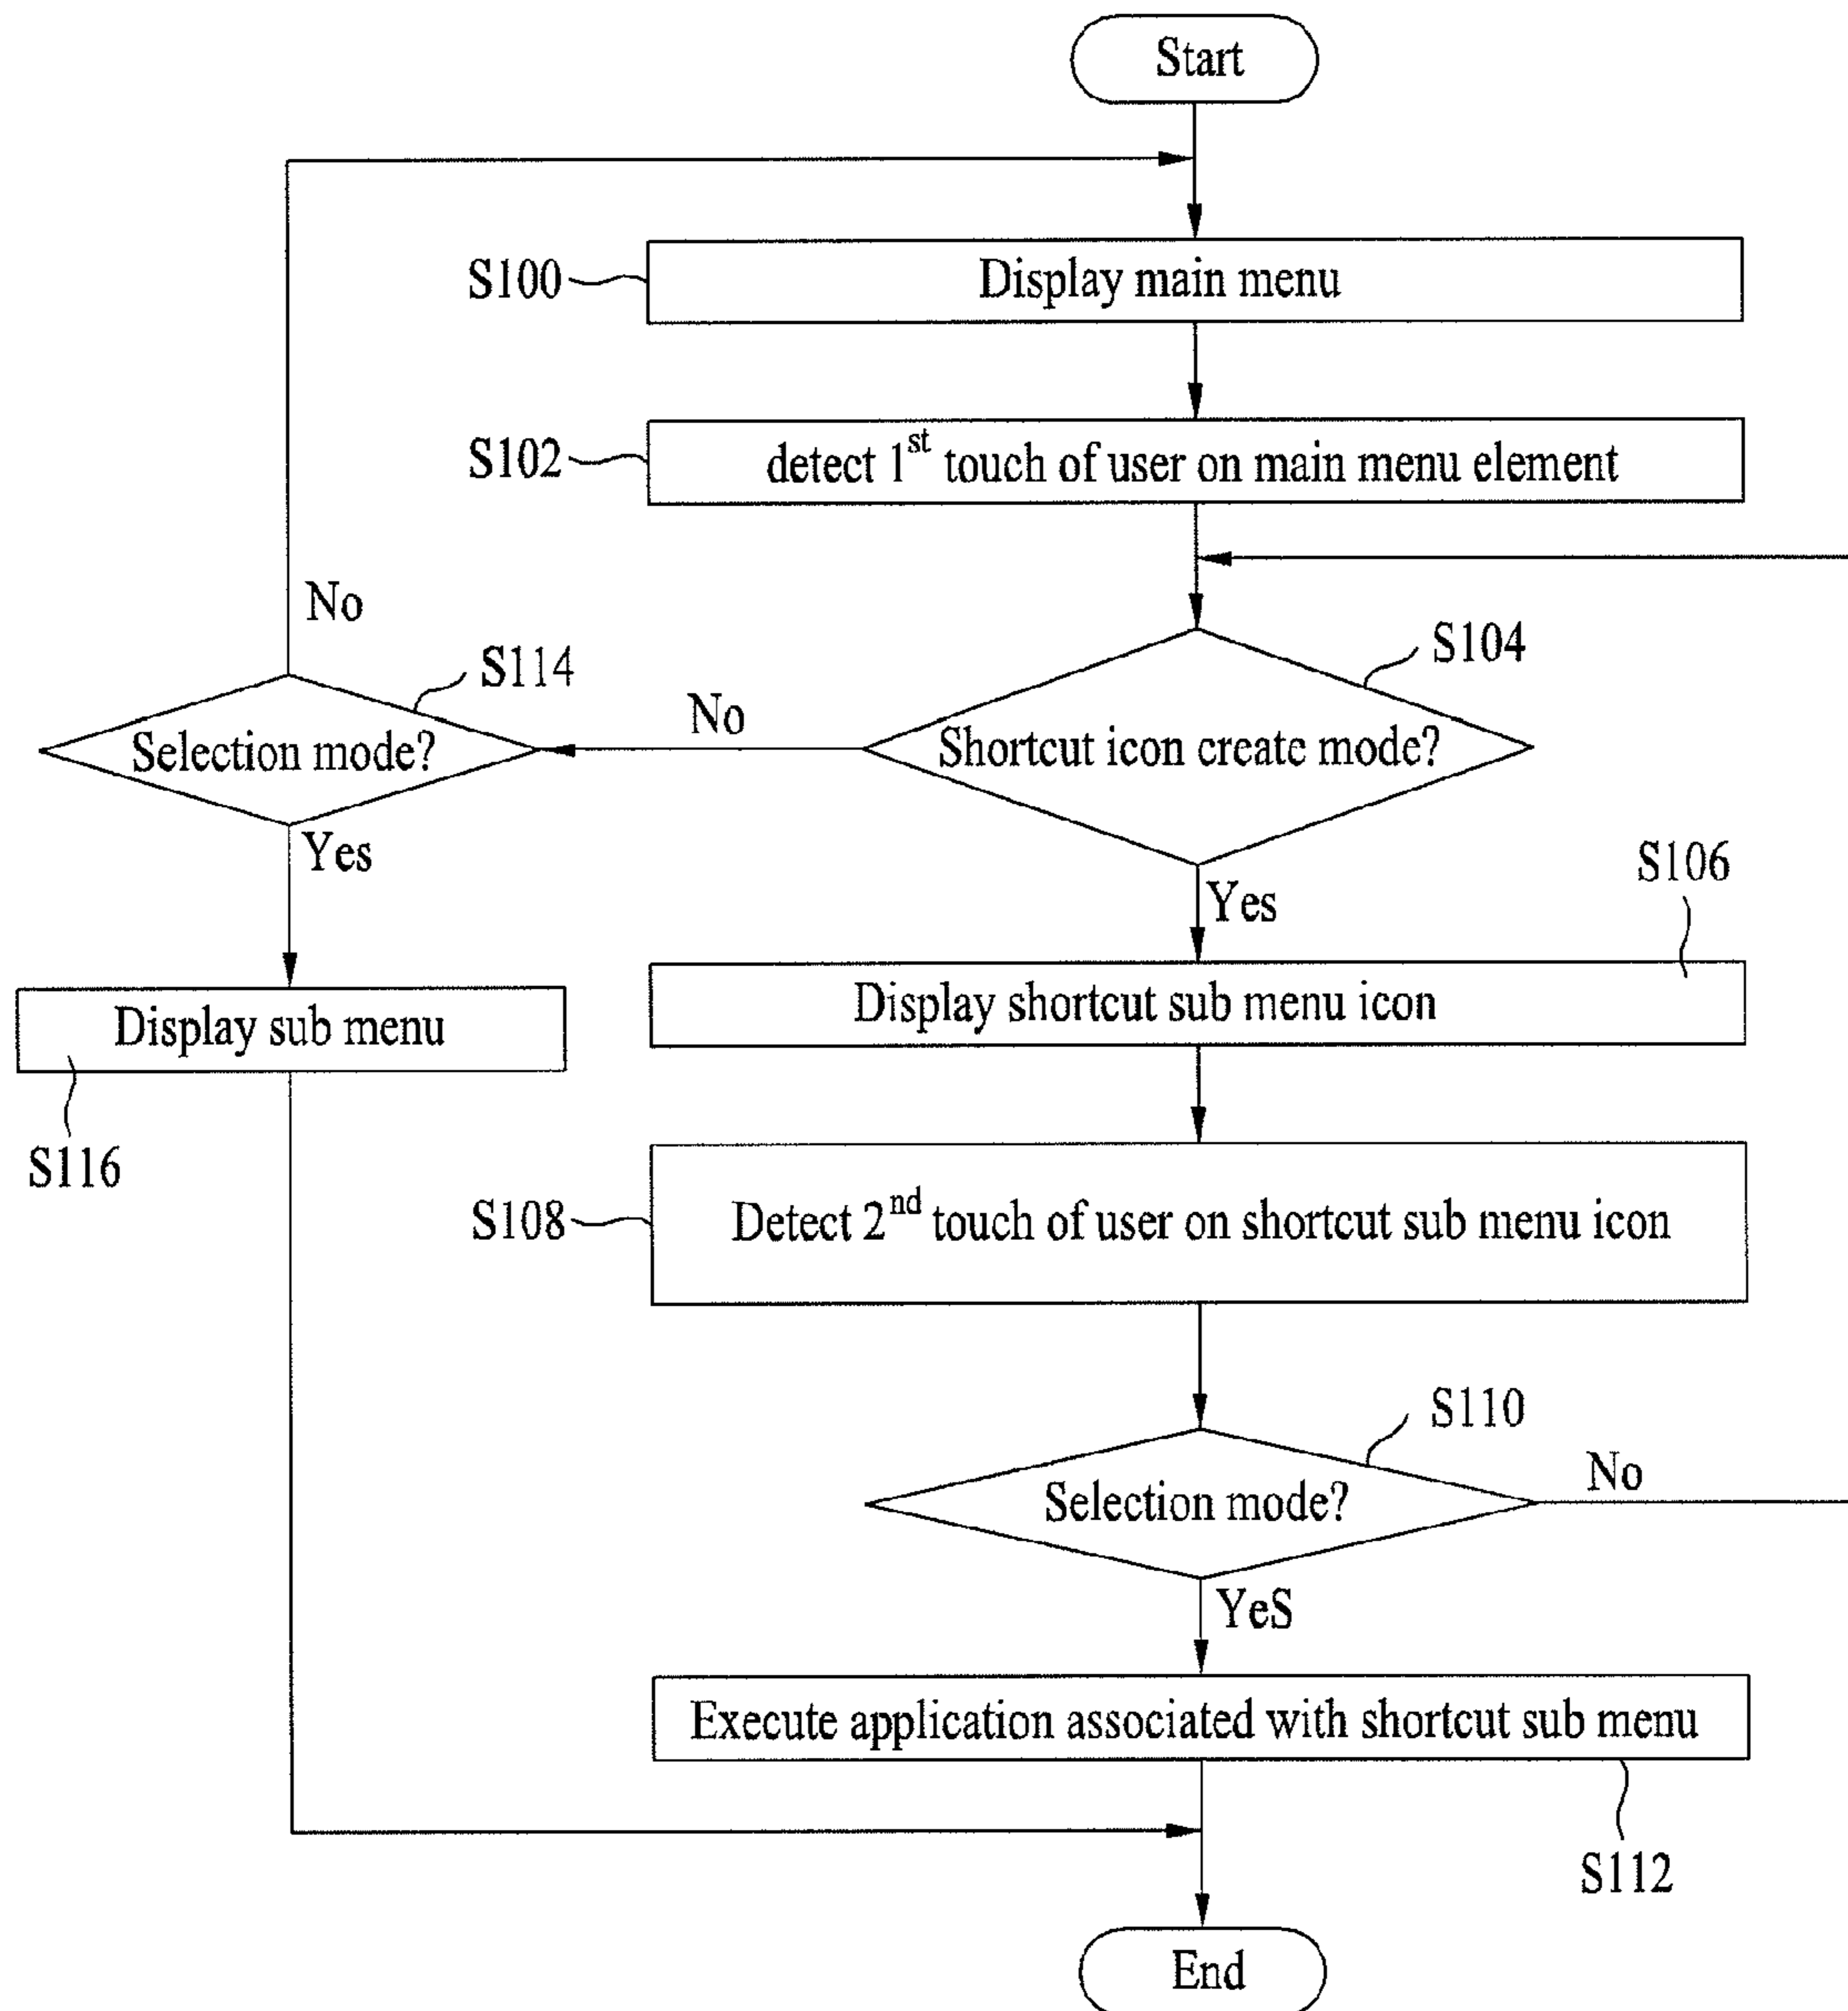 Start
S100
Display main menu
S102
detect 1st touch of user on main menu element
No
S114
Selection mode?
No
S104
Shortcut icon create mode?
Yes
Yes
S106
Display sub menu
Display shortcut sub menu icon
S116
S108
Detect 2nd touch of user on shortcut sub menu icon
S110
Selection mode?
No
YeS
Execute application associated with shortcut sub menu
S112
End